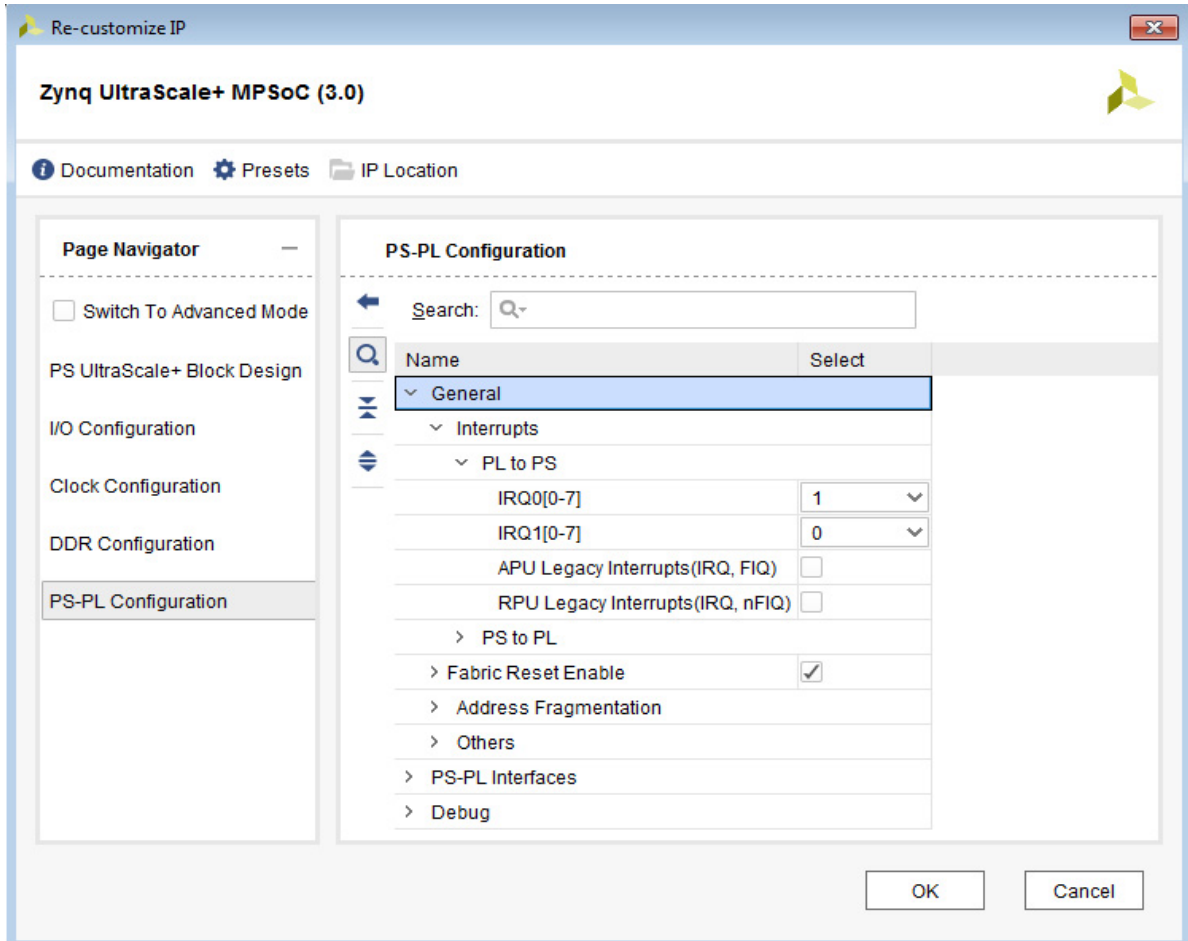 Re-customize IP
Zynq UltraScale+ MPSoC (3.0)
Documentation Presets IP Location
Page Navigator
Switch To Advanced Mode
PS UltraScale+ Block Design
I/O Configuration
Clock Configuration
DDR Configuration
PS-PL Configuration
PS-PL Configuration
Search:
Name Select
General
Interrupts
PL to PS
IRQ0[0-7] 1
IRQ1[0-7] 0
APU Legacy Interrupts(IRQ, FIQ)
RPU Legacy Interrupts(IRQ, nFIQ)
PS to PL
Fabric Reset Enable
Address Fragmentation
Others
PS-PL Interfaces
Debug
OK Cancel